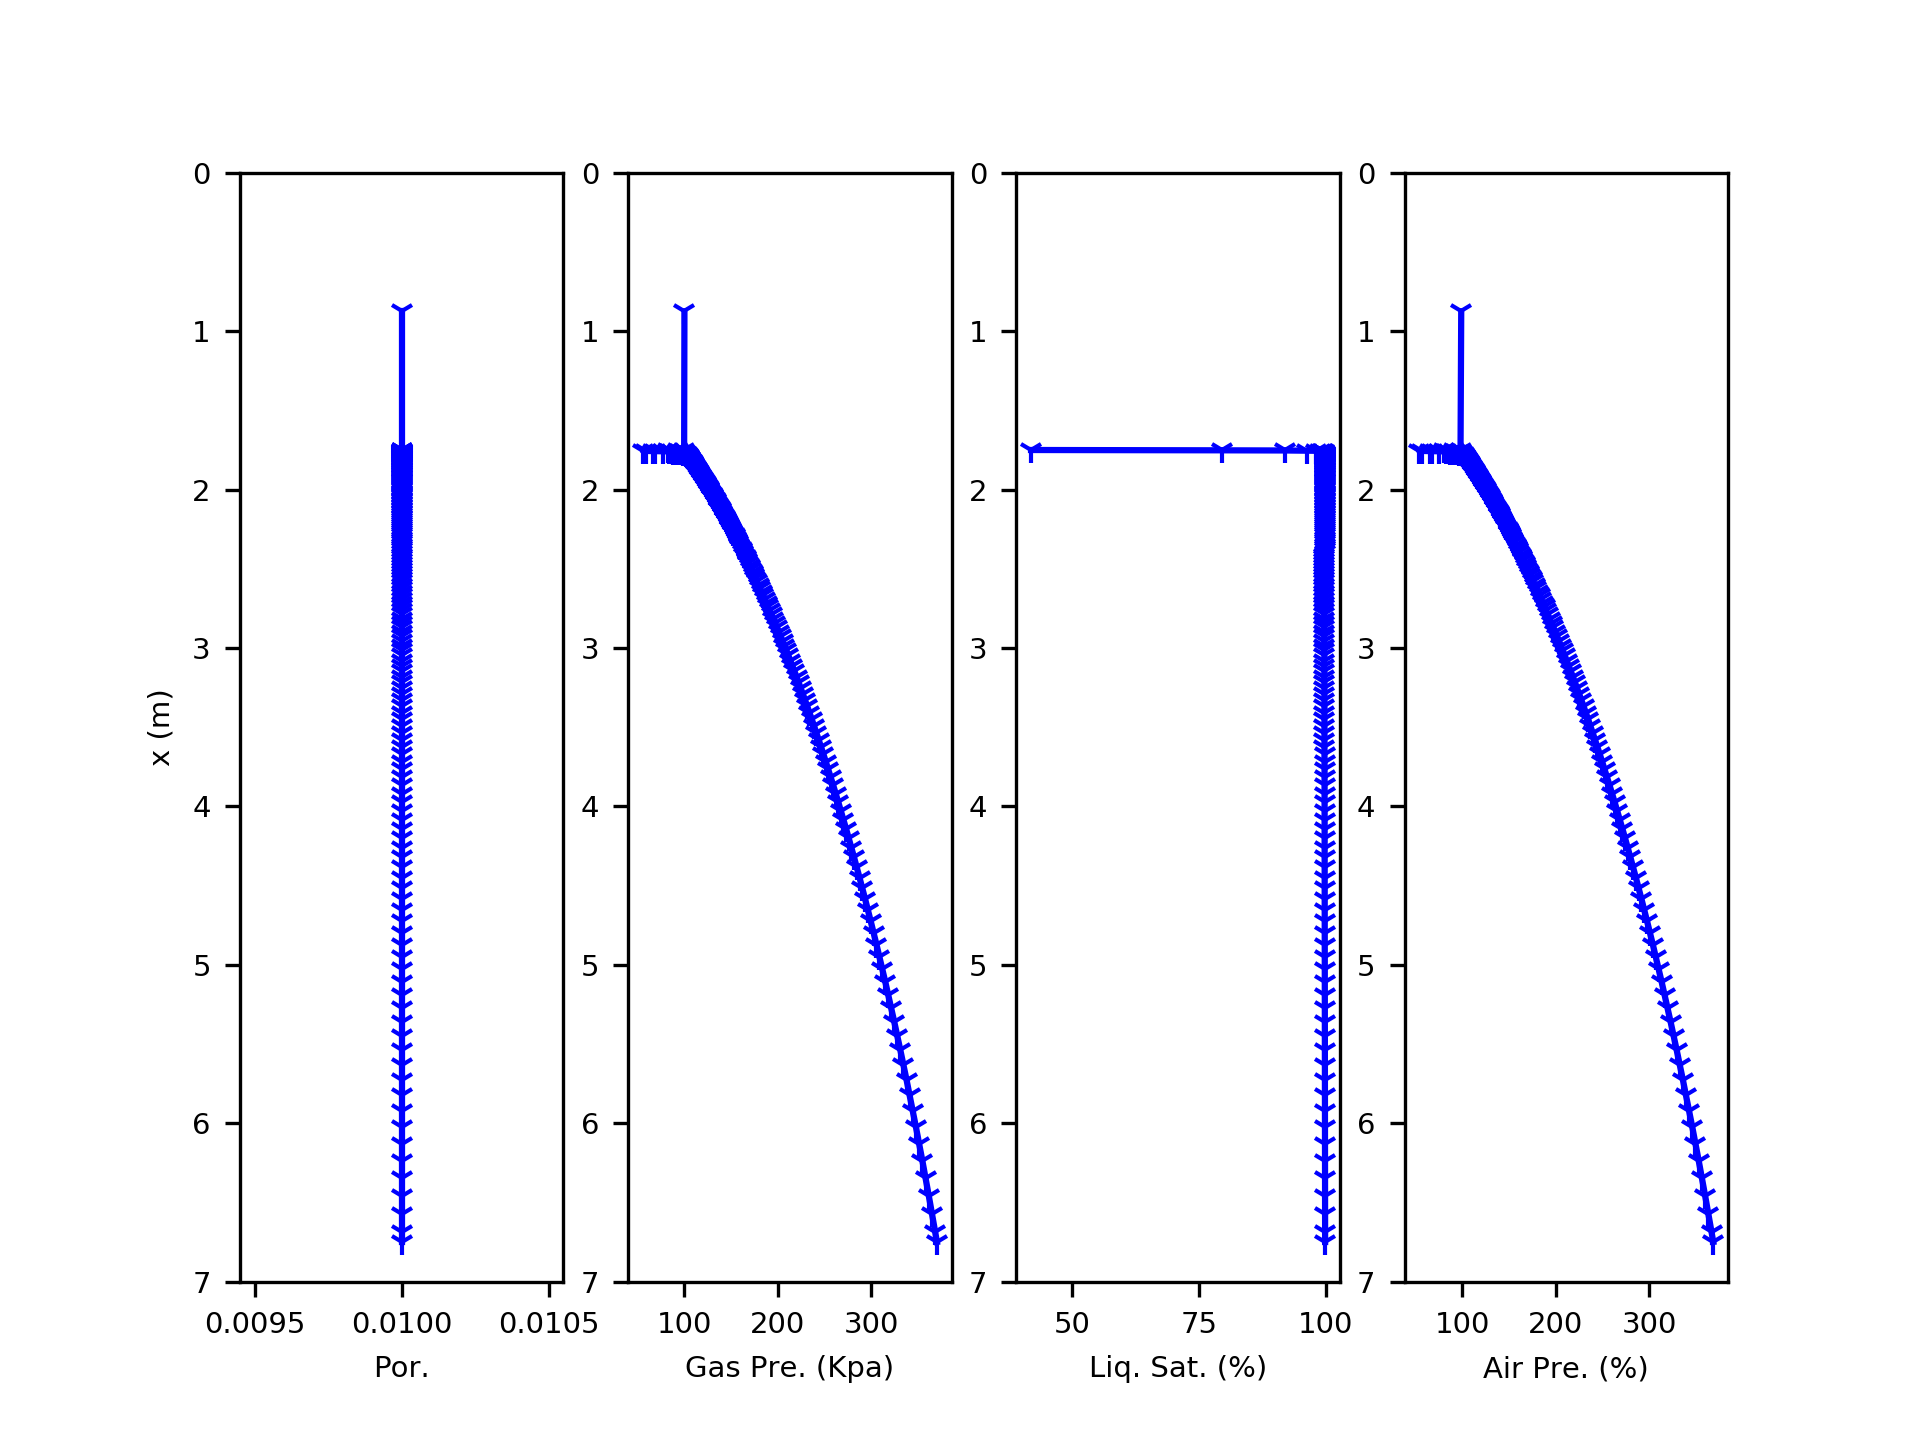 0 0 0 0
1 1 1 1
2 2 2 2
3 3 3 3
x (m)
4 4 4 4
5 5 5 5
6 6 6 6
7 7 7 7
0.0095 0.0100 0.0105 100 200 300 50 75 100 100 200 300
Por. Gas Pre. (Kpa) Liq. Sat. (%) Air Pre. (%)